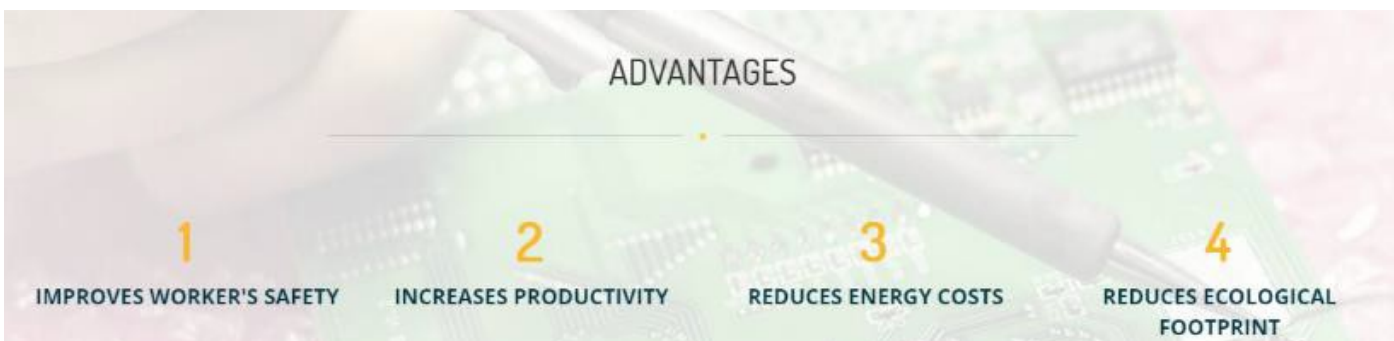 ADVANTAGES
1
IMPROVES WORKER'S SAFETY
2
INCREASES PRODUCTIVITY
3
REDUCES ENERGY COSTS
4
REDUCES ECOLOGICAL
FOOTPRINT